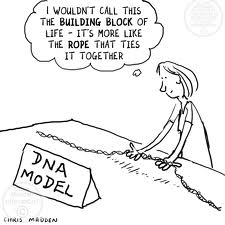 I WOULDN'T CALL THIS
THE BUILDING BLOCK OF
LIFE - IT'S MORE LIKE
THE ROPE THAT TIES
IT TOGETHER
DNA
MODEL
CHRIS MADDEN